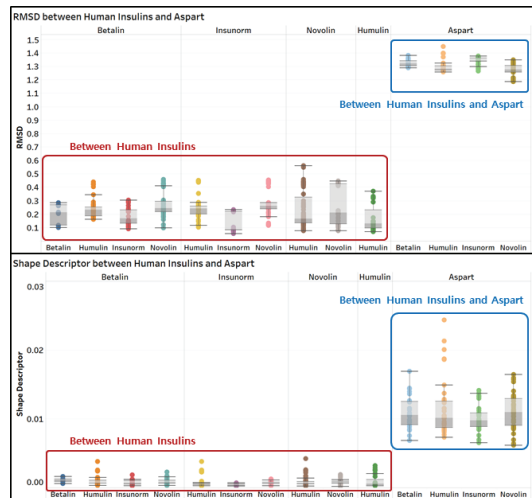 RMSD between Human Insulins and Aspart
Betalin Insunorm Novolin Humulin Aspart
1.5
1.4
1.3
1.2
1.1
1.0
0.9
0.8
0.7
0.6
0.5
0.4
0.3
0.2
0.1
RMSD
Between Human Insulins and Aspart
Between Human Insulins
Betalin Humulin Insunorm Novolin Humulin Insunorm Novolin Humulin Novolin Humulin Betalin Humulin Insunorm Novolin
Shape Descriptor between Human Insulins and Aspart
Betalin Insunorm Novolin Humulin Aspart
0.03
0.02
0.01
0.00
Shape Descriptor
Between Human Insulins and Aspart
Between Human Insulins
Betalin Humulin Insunorm Novolin Humulin Insunorm Novolin Humulin Novolin Humulin Betalin Humulin Insunorm Novolin